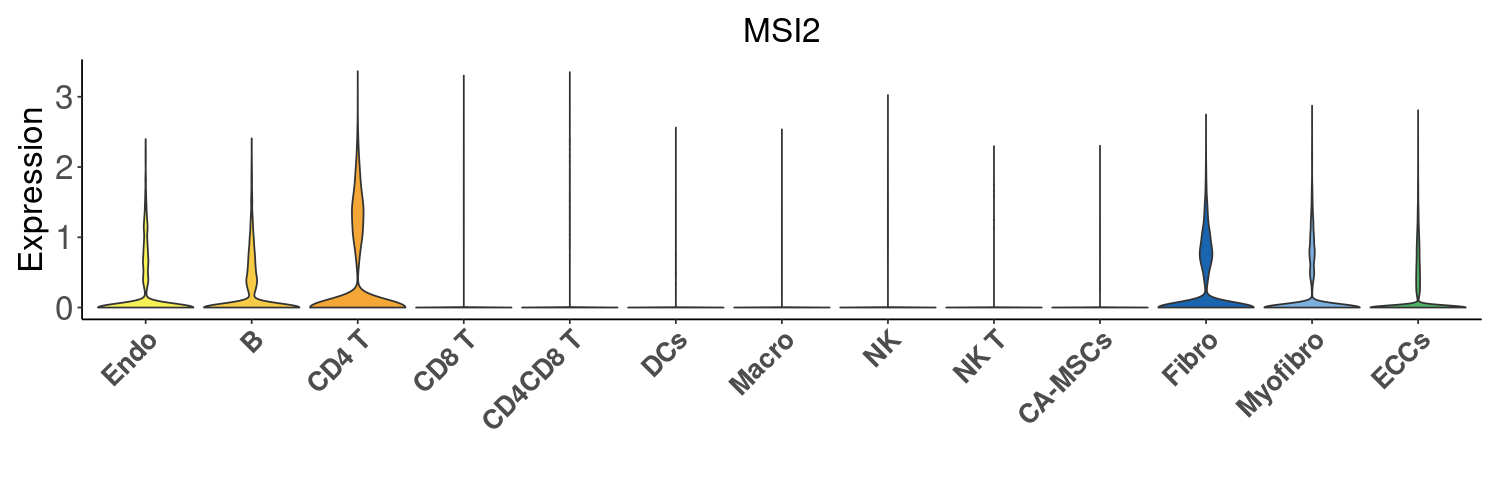 MSI2
Expression
3
2
1
0
Endo
B
CD4 T
CD8 T
CD4CD8 T
DCs
Macro
NK
NK T
CA-MSCs
Fibro
Myofibro
ECCs